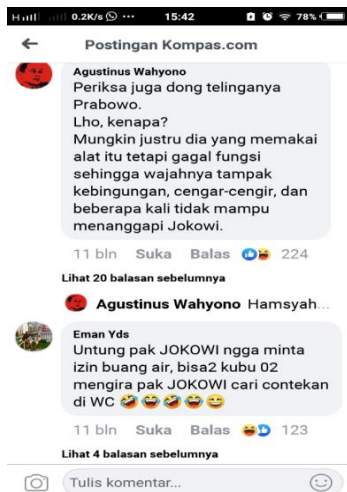 0.2K/s ... 15:42 78%
← Postingan Kompas.com
Agustinus Wahyono
Periksa juga dong telinganya
Prabowo.
Lho, kenapa?
Mungkin justru dia yang memakai
alat itu tetapi gagal fungsi
sehingga wajahnya tampak
kebingungan, cengar-cengir, dan
beberapa kali tidak mampu
menanggapi Jokowi.
11 bln Suka Balas 224
Lihat 20 balasan sebelumnya
Agustinus Wahyono Hamsyah...
Eman Yds
Untung pak JOKOWI ngga minta
izin buang air, bisa2 kubu 02
mengira pak JOKOWI cari contekan
di WC 🤣😂🤣😂😄
11 bln Suka Balas 123
Lihat 4 balasan sebelumnya
Tulis komentar...